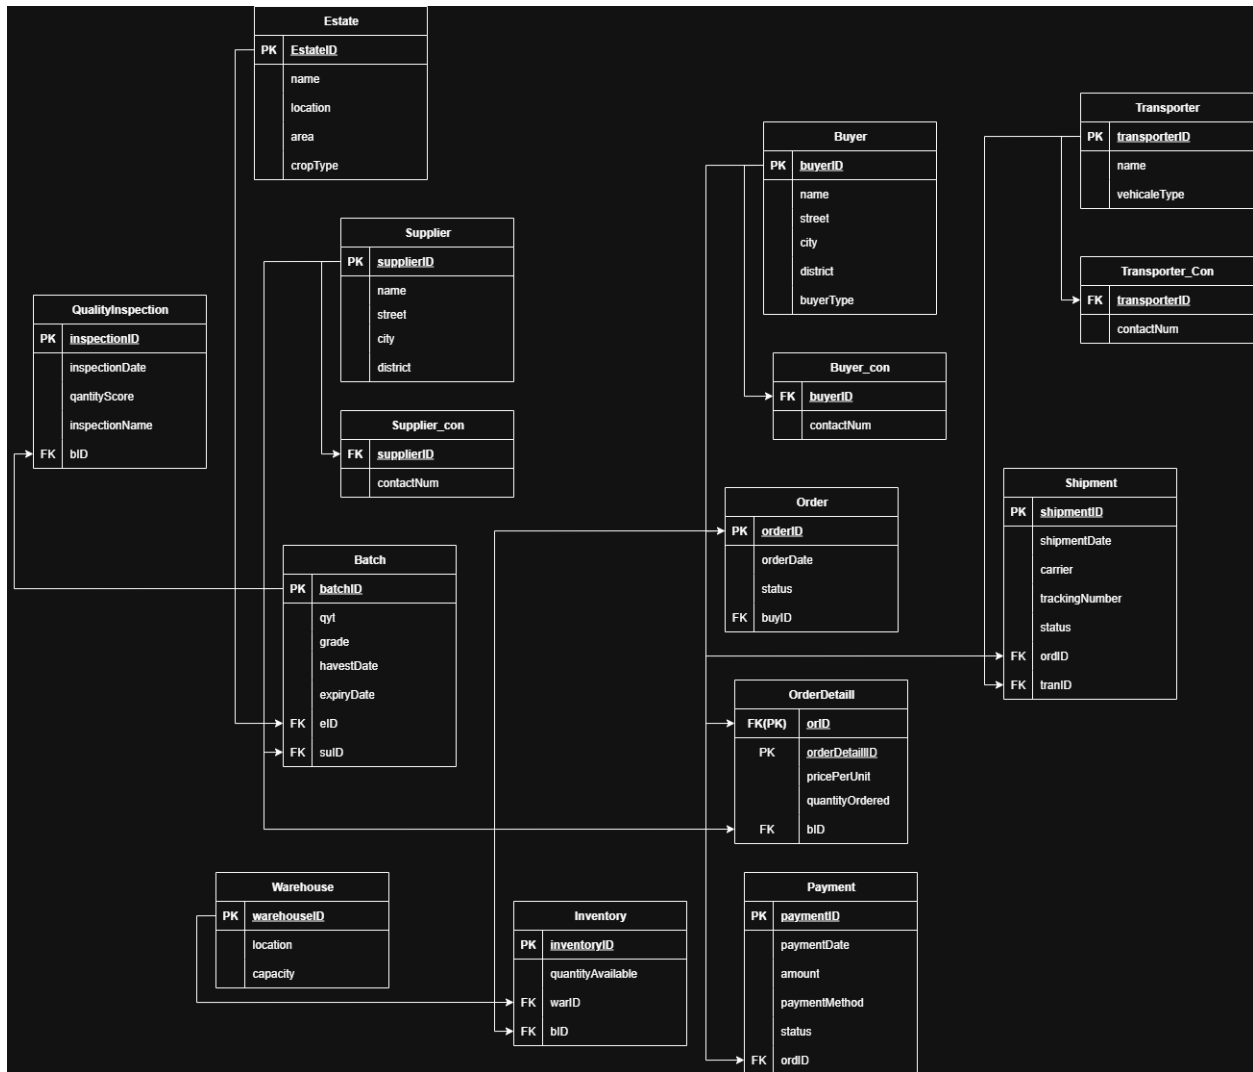 Estate
PK EstateID
name
location
area
cropType
Supplier
PK supplierID
name
street
city
district
QualityInspection
PK inspectionID
inspectionDate
qantityScore
inspectionName
FK bID
Supplier_con
FK supplierID
contactNum
Batch
PK batchID
qyt
grade
havestDate
expiryDate
FK eID
FK suID
Warehouse
PK warehouseID
location
capacity
Inventory
PK inventoryID
quantityAvailable
FK warID
FK bID
Buyer
PK buyerID
name
street
city
district
buyerType
Buyer_con
FK buyerID
contactNum
Order
PK orderID
orderDate
status
FK buyID
OrderDetaill
FK(PK) orID
PK orderDetaillID
pricePerUnit
quantityOrdered
FK bID
Payment
PK paymentID
paymentDate
amount
paymentMethod
status
FK ordID
Transporter
PK transporterID
name
vehicaleType
Transporter_Con
FK transporterID
contactNum
Shipment
PK shipmentID
shipmentDate
carrier
trackingNumber
status
FK ordID
FK tranID